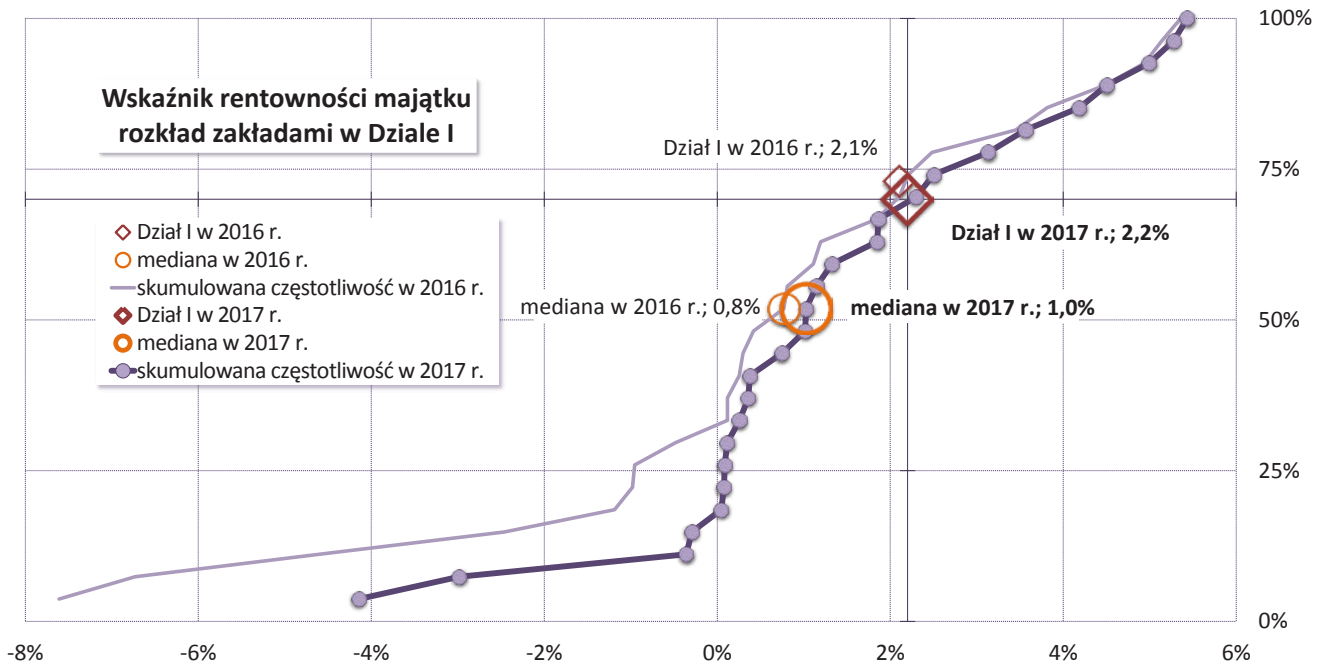 100%
Wskaźnik rentowności majątku
rozkład zakładami w Dziale I
Dział I w 2016 r.; 2,1%
75%
Dział I w 2016 r.
mediana w 2016 r.
skumulowana częstotliwość w 2016 r.
Dział I w 2017 r.
mediana w 2017 r.
skumulowana częstotliwość w 2017 r.
Dział I w 2017 r.; 2,2%
mediana w 2016 r.; 0,8%
mediana w 2017 r.; 1,0%
50%
25%
0%
-8%
-6%
-4%
-2%
0%
2%
4%
6%